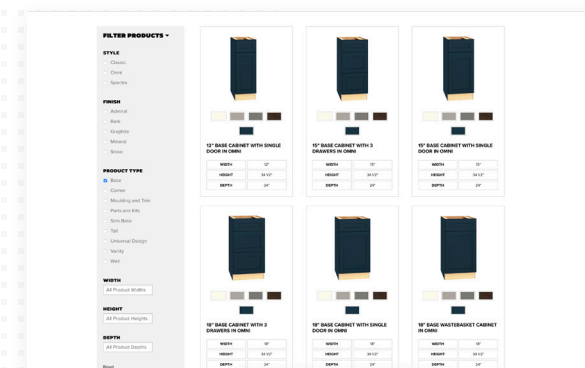 FILTER PRODUCTS
STYLE
Classic
Omni
Spectra
FINISH
Admiral
Bark
Graphite
Mineral
Snow
PRODUCT TYPE
Base
Corner
Moulding and Trim
Parts and Kits
Sink Base
Tall
Universal Design
Vanity
Wall
WIDTH
All Product Widths
HEIGHT
All Product Heights
DEPTH
All Product Depths
Reset
12" BASE CABINET WITH SINGLE
DOOR IN OMNI
WIDTH 12"
HEIGHT 34 1/2"
DEPTH 24"
15" BASE CABINET WITH 3
DRAWERS IN OMNI
WIDTH 15"
HEIGHT 34 1/2"
DEPTH 24"
15" BASE CABINET WITH SINGLE
DOOR IN OMNI
WIDTH 15"
HEIGHT 34 1/2"
DEPTH 24"
18" BASE CABINET WITH 3
DRAWERS IN OMNI
WIDTH 18"
HEIGHT 34 1/2"
DEPTH 24"
18" BASE CABINET WITH SINGLE
DOOR IN OMNI
WIDTH 18"
HEIGHT 34 1/2"
DEPTH 24"
18" BASE WASTEBASKET CABINET
IN OMNI
WIDTH 18"
HEIGHT 34 1/2"
DEPTH 24"